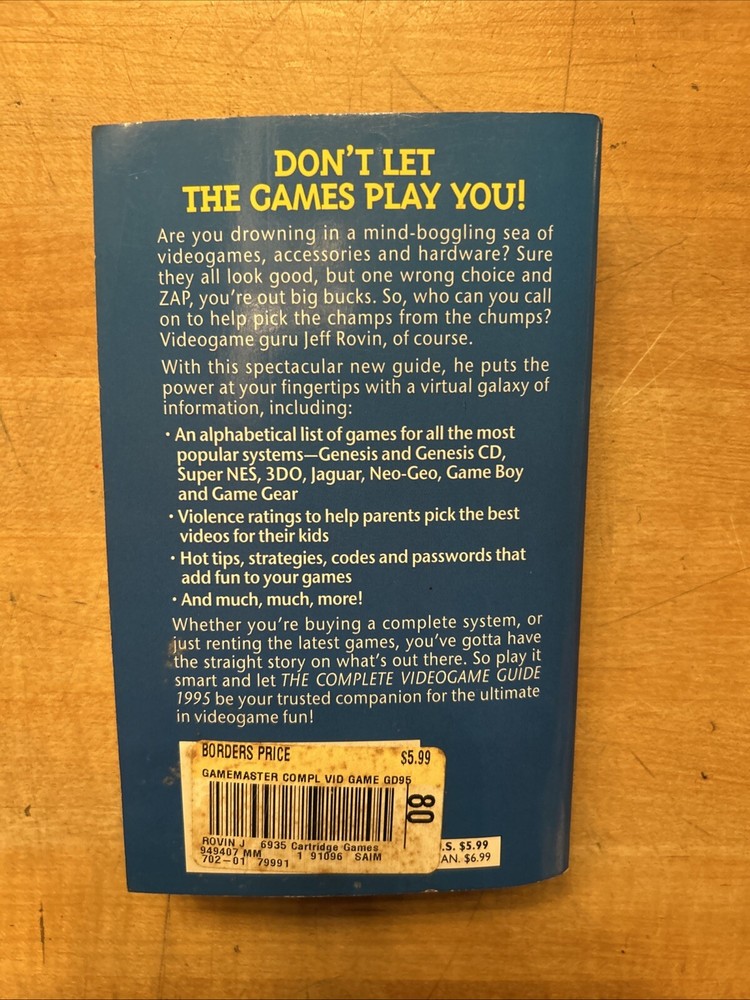 DON'T LET
THE GAMES PLAY YOU!
Are you drowning in a mind-boggling sea of
videogames, accessories and hardware? Sure
they all look good, but one wrong choice and
ZAP, you're out big bucks. So, who can you call
on to help pick the champs from the chumps?
Videogame guru Jeff Rovin, of course.
With this spectacular new guide, he puts the
power at your fingertips with a virtual galaxy of
information, including:
• An alphabetical list of games for all the most
popular systems—Genesis and Genesis CD,
Super NES, 3DO, Jaguar, Neo-Geo, Game Boy
and Game Gear
• Violence ratings to help parents pick the best
videos for their kids
• Hot tips, strategies, codes and passwords that
add fun to your games
• And much, much, more!
Whether you're buying a complete system, or
just renting the latest games, you've gotta have
the straight story on what's out there. So play it
smart and let THE COMPLETE VIDEOGAME GUIDE
1995 be your trusted companion for the ultimate
in videogame fun!
BORDERS PRICE $5.99
GAMEMASTER COMPL VID GAME GD95
80
ROVIN J 6935 Cartridge Games
949407 MM 1 91096 SAIM
702-01 79991
.S. $5.99
AN. $6.99